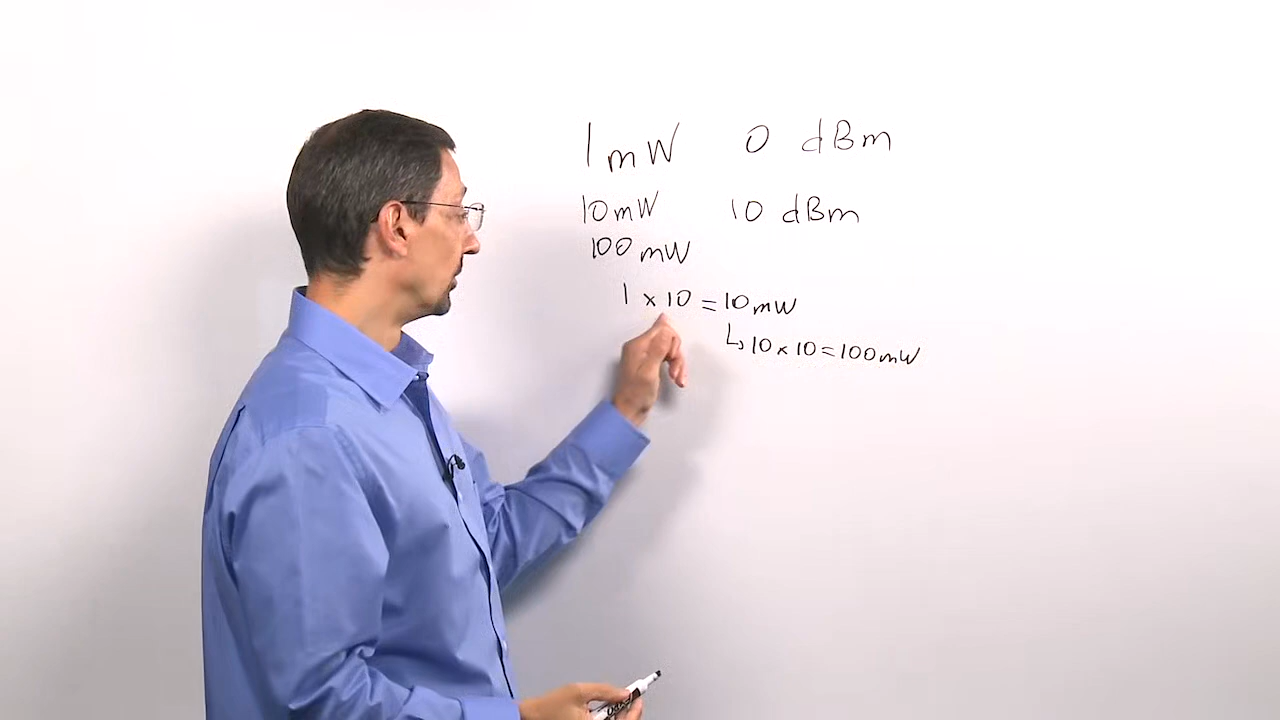 1mW 0 dBm
10mW 10 dBm
100mW
1 x 10 = 10mW
↳ 10 x 10 = 100mW